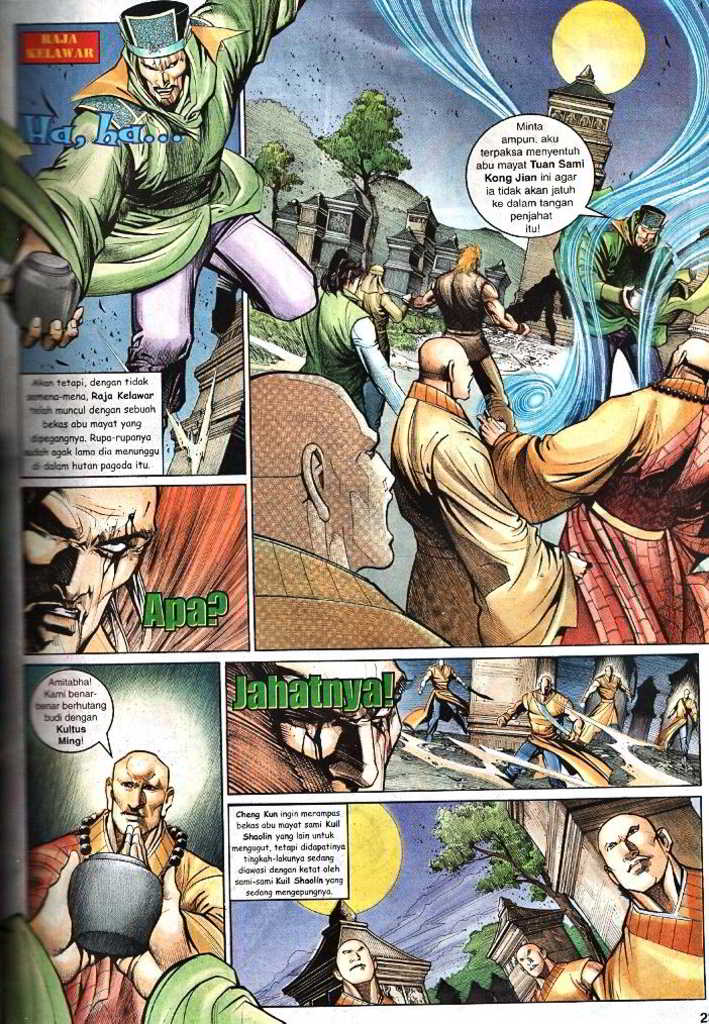 RAJA
KELAWAR
Ha, ha...
Akan tetapi, dengan tidak
semena-mena, Raja Kelawar
telah muncul dengan sebuah
bekas abu mayat yang
dipegangnya. Rupa-rupanya
sudah agak lama dia menunggu
di dalam hutan pagoda itu.
Minta
ampun, aku
terpaksa menyentuh
abu mayat Tuan Sami
Kong Jian ini agar
ia tidak akan jatuh
ke dalam tangan
penjahat
itu!
Apa?
Amitabha!
Kami benar-
benar berhutang
budi dengan
Kultus
Ming!
Jahatnya!
Cheng Kun ingin merampas
bekas abu mayat sami Kuil
Shaolin yang lain untuk
mengugut, tetapi didapatinya
tingkah-lakunya sedang
diawasi dengan ketat oleh
sami-sami Kuil Shaolin yang
sedang mengepungnya.